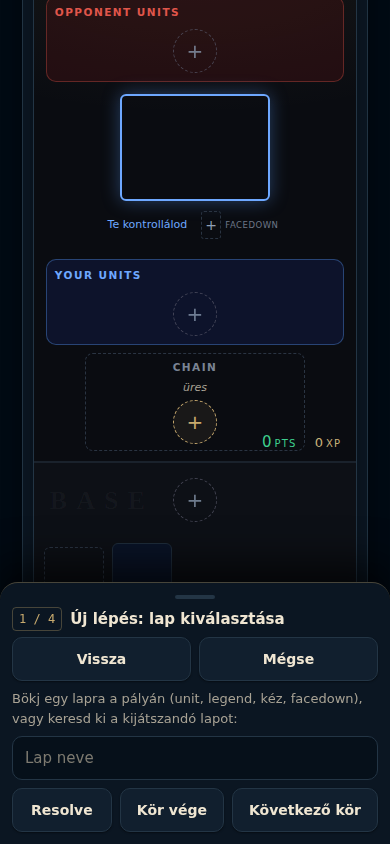 OPPONENT UNITS
+
Te kontrollálod + FACEDOWN
YOUR UNITS
+
CHAIN
üres
+
0 PTS 0 XP
BASE
+
1 / 4 Új lépés: lap kiválasztása
Vissza Mégse
Bökj egy lapra a pályán (unit, legend, kéz, facedown),
vagy keresd ki a kijátszandó lapot:
Lap neve
Resolve Kör vége Következő kör